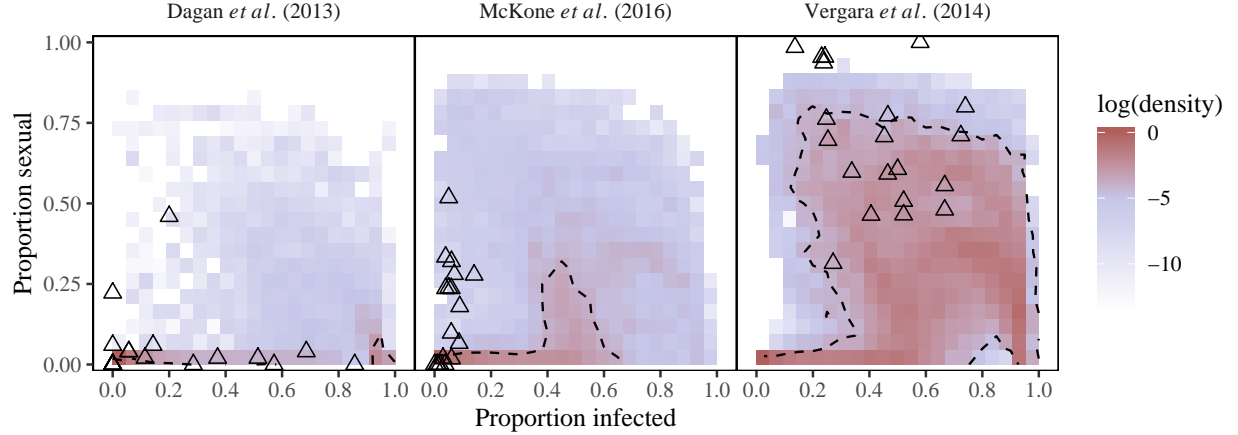 Dagan et al. (2013)
McKone et al. (2016)
Vergara et al. (2014)
1.00
0.75
0.50
0.25
0.00
Proportion sexual
0.0 0.2 0.4 0.6 0.8 1.0
0.0 0.2 0.4 0.6 0.8 1.0
0.0 0.2 0.4 0.6 0.8 1.0
Proportion infected
log(density)
0
−5
−10